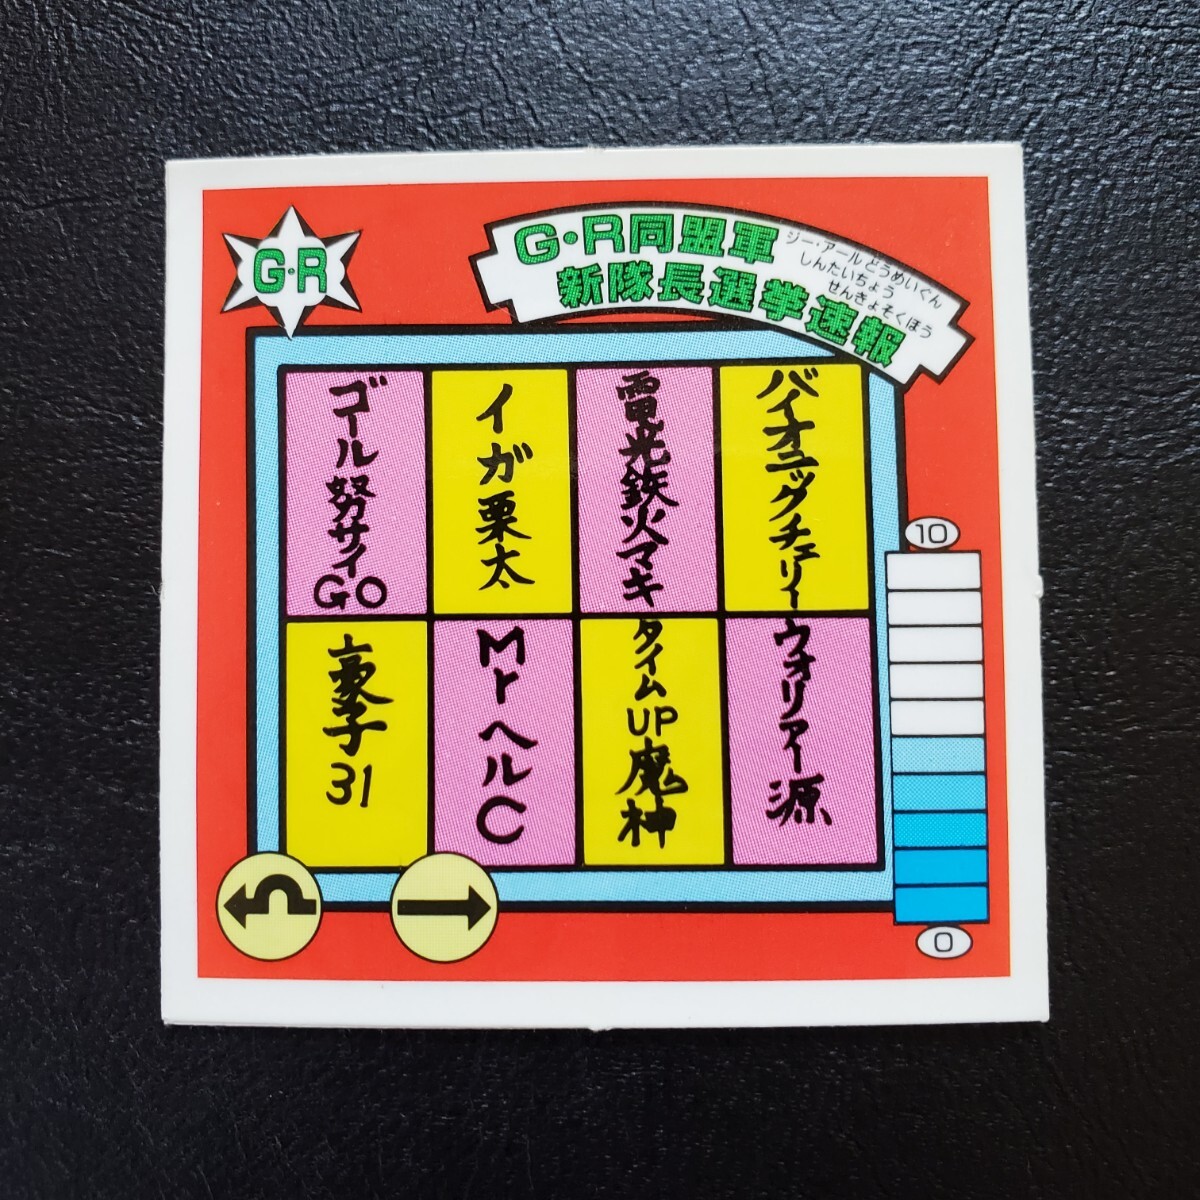 G・R
G・R同盟軍
ジー・アール どうめいぐん
新隊長選挙速報
しんたいちょう
せんきょそくほう
バイオニックチェリー
電光鉄火マキ
イガ栗太
ゴール努サイGO
ウォリアー源
タイムUP魔神
MrヘルC
豪子31
10
0